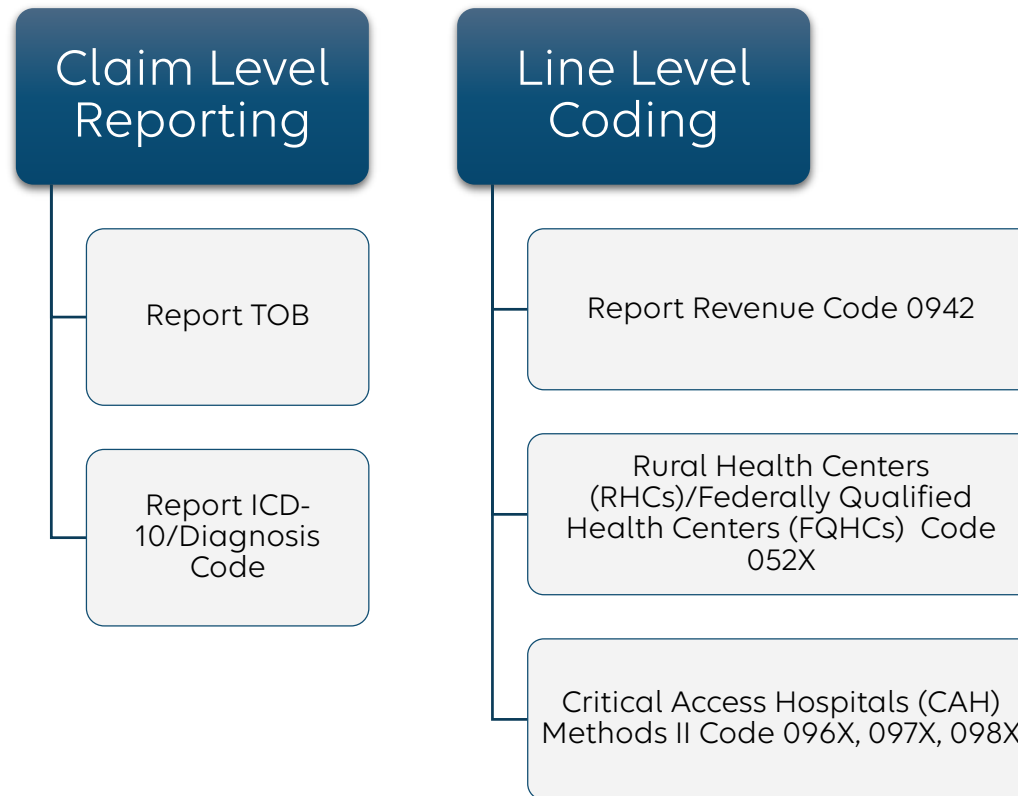 Claim Level
Reporting
Report TOB
Report ICD-
10/Diagnosis
Code
Line Level
Coding
Report Revenue Code 0942
Rural Health Centers
(RHCs)/Federally Qualified
Health Centers (FQHCs)  Code
052X
Critical Access Hospitals (CAH)
Methods II Code 096X, 097X, 098X